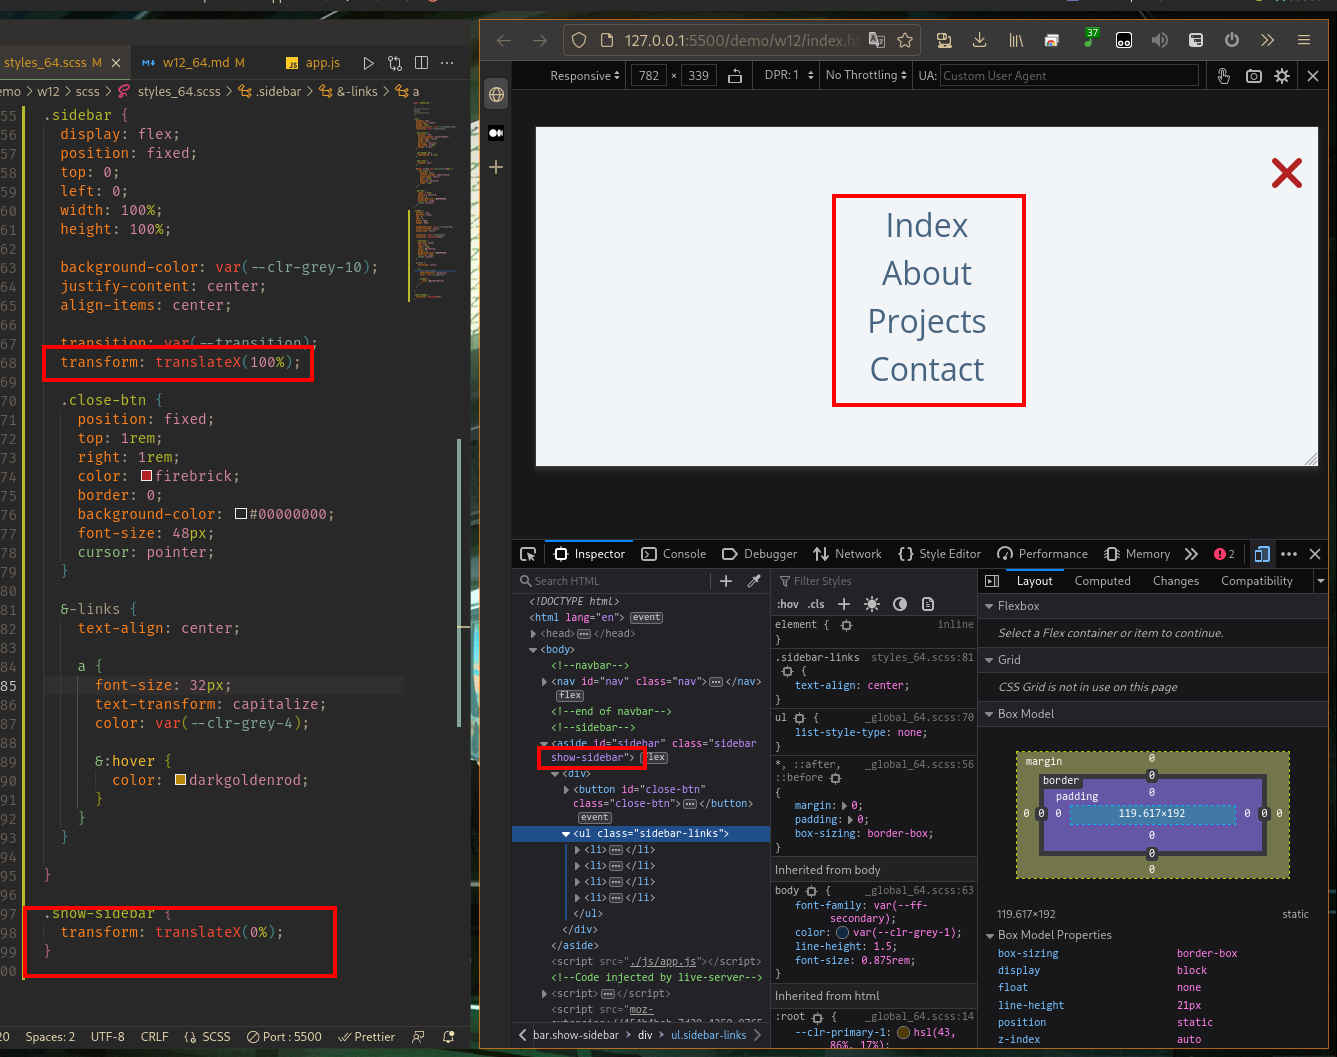 styles_64.scss M
w12_64.md M
JS app.js
emo > w12 > scss > styles_64.scss > .sidebar > &-links > a
55 .sidebar {
56 display: flex;
57 position: fixed;
58 top: 0;
59 left: 0;
60 width: 100%;
61 height: 100%;
62
63 background-color: var(--clr-grey-10);
64 justify-content: center;
65 align-items: center;
66
67 transition: var(--transition);
68 transform: translateX(100%);
69
70 .close-btn {
71 position: fixed;
72 top: 1rem;
73 right: 1rem;
74 color: firebrick;
75 border: 0;
76 background-color: #00000000;
77 font-size: 48px;
78 cursor: pointer;
79 }
80
81 &-links {
82 text-align: center;
83
84 a {
85 font-size: 32px;
86 text-transform: capitalize;
87 color: var(--clr-grey-4);
88
89 &:hover {
90 color: darkgoldenrod;
91 }
92 }
93 }
94
95 }
96
97 .show-sidebar {
98 transform: translateX(0%);
99 }
00
20 Spaces: 2 UTF-8 CRLF {} SCSS Port : 5500 Prettier
127.0.0.1:5500/demo/w12/index.h
37
Responsive 782 × 339 DPR: 1 No Throttling UA: Custom User Agent
Index
About
Projects
Contact
Inspector Console Debugger Network Style Editor Performance Memory 2
Search HTML
<!DOCTYPE html>
<html lang="en"> event
<head>
</head>
<body>
<!--navbar-->
<nav id="nav" class="nav">
</nav>
flex
<!--end of navbar-->
<!--sidebar-->
<aside id="sidebar" class="sidebar
show-sidebar"> flex
<div>
<button id="close-btn"
class="close-btn">
</button>
event
<ul class="sidebar-links">
<li></li>
<li></li>
<li></li>
<li></li>
</ul>
</div>
</aside>
<script src="./js/app.js"></script>
<!--Code injected by live-server-->
<script></script>
<script src="moz-
bar.show-sidebar > div > ul.sidebar-links
Filter Styles
:hov .cls +
element { inline
}
.sidebar-links styles_64.scss:81
{
text-align: center;
}
ul { _global_64.scss:70
list-style-type: none;
}
*, ::after, _global_64.scss:56
::before
{
margin: 0;
padding: 0;
box-sizing: border-box;
}
Inherited from body
body { _global_64.scss:63
font-family: var(--ff-
secondary);
color: var(--clr-grey-1);
line-height: 1.5;
font-size: 0.875rem;
}
Inherited from html
:root { _global_64.scss:14
--clr-primary-1: hsl(43,
86%, 17%);
Layout Computed Changes Compatibility
Flexbox
Select a Flex container or item to continue.
Grid
CSS Grid is not in use on this page
Box Model
margin 0
border 0
padding 0
0 0 0 119.617×192 0 0 0
0
0
0
119.617×192 static
Box Model Properties
box-sizing border-box
display block
float none
line-height 21px
position static
z-index auto